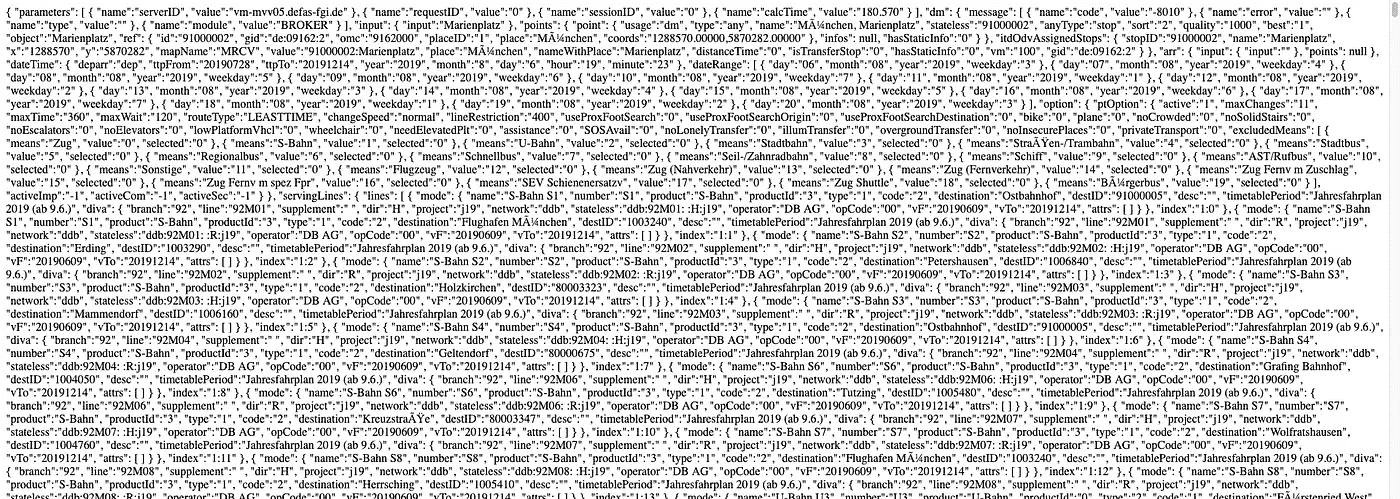 { "parameters": [ { "name":"serverID", "value":"vm-mvv05.defas-fgi.de" }, { "name":"requestID", "value":"0" }, { "name":"sessionID", "value":"0" }, { "name":"calcTime", "value":"180.570" } ], "dm": { "message": [ { "name":"code", "value":"-8010" }, { "name":"error", "value":"" }, {
"name":"type", "value":"" }, { "name":"module", "value":"BROKER" } ], "input": { "input":"Marienplatz" }, "points": { "point": { "usage":"dm", "type":"any", "name":"MÃ¼nchen, Marienplatz", "stateless":"91000002", "anyType":"stop", "sort":"2", "quality":"1000", "best":"1",
"object":"Marienplatz", "ref": { "id":"91000002", "gid":"de:09162:2", "omc":"9162000", "placeID":"1", "place":"MÃ¼nchen", "coords":"1288570.00000,5870282.00000" }, "infos": null, "hasStaticInfo":"0" } }, "itdOdvAssignedStops": { "stopID":"91000002", "name":"Marienplatz",
"x":"1288570", "y":"5870282", "mapName":"MRCV", "value":"91000002:Marienplatz", "place":"MÃ¼nchen", "nameWithPlace":"Marienplatz", "distanceTime":"0", "isTransferStop":"0", "hasStaticInfo":"0", "vm":"100", "gid":"de:09162:2" } }, "arr": { "input": { "input":"" }, "points": null },
"dateTime": { "deparr":"dep", "ttpFrom":"20190728", "ttpTo":"20191214", "year":"2019", "month":"8", "day":"6", "hour":"19", "minute":"23" }, "dateRange": [ { "day":"06", "month":"08", "year":"2019", "weekday":"3" }, { "day":"07", "month":"08", "year":"2019", "weekday":"4" }, {
"day":"08", "month":"08", "year":"2019", "weekday":"5" }, { "day":"09", "month":"08", "year":"2019", "weekday":"6" }, { "day":"10", "month":"08", "year":"2019", "weekday":"7" }, { "day":"11", "month":"08", "year":"2019", "weekday":"1" }, { "day":"12", "month":"08", "year":"2019",
"weekday":"2" }, { "day":"13", "month":"08", "year":"2019", "weekday":"3" }, { "day":"14", "month":"08", "year":"2019", "weekday":"4" }, { "day":"15", "month":"08", "year":"2019", "weekday":"5" }, { "day":"16", "month":"08", "year":"2019", "weekday":"6" }, { "day":"17", "month":"08",
"year":"2019", "weekday":"7" }, { "day":"18", "month":"08", "year":"2019", "weekday":"1" }, { "day":"19", "month":"08", "year":"2019", "weekday":"2" }, { "day":"20", "month":"08", "year":"2019", "weekday":"3" } ], "option": { "ptOption": { "active":"1", "maxChanges":"11",
"maxTime":"360", "maxWait":"120", "routeType":"LEASTTIME", "changeSpeed":"normal", "lineRestriction":"400", "useProxFootSearch":"0", "useProxFootSearchOrigin":"0", "useProxFootSearchDestination":"0", "bike":"0", "plane":"0", "noCrowded":"0", "noSolidStairs":"0",
"noEscalators":"0", "noElevators":"0", "lowPlatformVhcl":"0", "wheelchair":"0", "needElevatedPlt":"0", "assistance":"0", "SOSAvail":"0", "noLonelyTransfer":"0", "illumTransfer":"0", "overgroundTransfer":"0", "noInsecurePlaces":"0", "privateTransport":"0", "excludedMeans": [ {
"means":"Zug", "value":"0", "selected":"0" }, { "means":"S-Bahn", "value":"1", "selected":"0" }, { "means":"U-Bahn", "value":"2", "selected":"0" }, { "means":"Stadtbahn", "value":"3", "selected":"0" }, { "means":"StraÃŸen-/Trambahn", "value":"4", "selected":"0" }, { "means":"Stadtbus",
"value":"5", "selected":"0" }, { "means":"Regionalbus", "value":"6", "selected":"0" }, { "means":"Schnellbus", "value":"7", "selected":"0" }, { "means":"Seil-/Zahnradbahn", "value":"8", "selected":"0" }, { "means":"Schiff", "value":"9", "selected":"0" }, { "means":"AST/Rufbus", "value":"10",
"selected":"0" }, { "means":"Sonstige", "value":"11", "selected":"0" }, { "means":"Flugzeug", "value":"12", "selected":"0" }, { "means":"Zug (Nahverkehr)", "value":"13", "selected":"0" }, { "means":"Zug (Fernverkehr)", "value":"14", "selected":"0" }, { "means":"Zug Fernv m Zuschlag",
"value":"15", "selected":"0" }, { "means":"Zug Fernv m spez Fpr", "value":"16", "selected":"0" }, { "means":"SEV Schienenersatzv", "value":"17", "selected":"0" }, { "means":"Zug Shuttle", "value":"18", "selected":"0" }, { "means":"BÃ¼rgerbus", "value":"19", "selected":"0" } ],
"activeImp":"-1", "activeCom":"-1", "activeSec":"-1" } }, "servingLines": { "lines": [ { "mode": { "name":"S-Bahn S1", "number":"S1", "product":"S-Bahn", "productId":"3", "type":"1", "code":"2", "destination":"Ostbahnhof", "destID":"91000005", "desc":"", "timetablePeriod":"Jahresfahrplan
2019 (ab 9.6.)", "diva": { "branch":"92", "line":"92M01", "supplement":" ", "dir":"H", "project":"j19", "network":"ddb", "stateless":"ddb:92M01: :H:j19", "operator":"DB AG", "opCode":"00", "vF":"20190609", "vTo":"20191214", "attrs": [ ] } }, "index":"1:0" }, { "mode": { "name":"S-Bahn
S1", "number":"S1", "product":"S-Bahn", "productId":"3", "type":"1", "code":"2", "destination":"Flughafen MÃ¼nchen", "destID":"1003240", "desc":"", "timetablePeriod":"Jahresfahrplan 2019 (ab 9.6.)", "diva": { "branch":"92", "line":"92M01", "supplement":" ", "dir":"R", "project":"j19",
"network":"ddb", "stateless":"ddb:92M01: :R:j19", "operator":"DB AG", "opCode":"00", "vF":"20190609", "vTo":"20191214", "attrs": [ ] } }, "index":"1:1" }, { "mode": { "name":"S-Bahn S2", "number":"S2", "product":"S-Bahn", "productId":"3", "type":"1", "code":"2",
"destination":"Erding", "destID":"1003290", "desc":"", "timetablePeriod":"Jahresfahrplan 2019 (ab 9.6.)", "diva": { "branch":"92", "line":"92M02", "supplement":" ", "dir":"H", "project":"j19", "network":"ddb", "stateless":"ddb:92M02: :H:j19", "operator":"DB AG", "opCode":"00",
"vF":"20190609", "vTo":"20191214", "attrs": [ ] } }, "index":"1:2" }, { "mode": { "name":"S-Bahn S2", "number":"S2", "product":"S-Bahn", "productId":"3", "type":"1", "code":"2", "destination":"Petershausen", "destID":"1006840", "desc":"", "timetablePeriod":"Jahresfahrplan 2019 (ab
9.6.)", "diva": { "branch":"92", "line":"92M02", "supplement":" ", "dir":"R", "project":"j19", "network":"ddb", "stateless":"ddb:92M02: :R:j19", "operator":"DB AG", "opCode":"00", "vF":"20190609", "vTo":"20191214", "attrs": [ ] } }, "index":"1:3" }, { "mode": { "name":"S-Bahn S3",
"number":"S3", "product":"S-Bahn", "productId":"3", "type":"1", "code":"2", "destination":"Holzkirchen", "destID":"80003323", "desc":"", "timetablePeriod":"Jahresfahrplan 2019 (ab 9.6.)", "diva": { "branch":"92", "line":"92M03", "supplement":" ", "dir":"H", "project":"j19",
"network":"ddb", "stateless":"ddb:92M03: :H:j19", "operator":"DB AG", "opCode":"00", "vF":"20190609", "vTo":"20191214", "attrs": [ ] } }, "index":"1:4" }, { "mode": { "name":"S-Bahn S3", "number":"S3", "product":"S-Bahn", "productId":"3", "type":"1", "code":"2",
"destination":"Mammendorf", "destID":"1006160", "desc":"", "timetablePeriod":"Jahresfahrplan 2019 (ab 9.6.)", "diva": { "branch":"92", "line":"92M03", "supplement":" ", "dir":"R", "project":"j19", "network":"ddb", "stateless":"ddb:92M03: :R:j19", "operator":"DB AG", "opCode":"00",
"vF":"20190609", "vTo":"20191214", "attrs": [ ] } }, "index":"1:5" }, { "mode": { "name":"S-Bahn S4", "number":"S4", "product":"S-Bahn", "productId":"3", "type":"1", "code":"2", "destination":"Ostbahnhof", "destID":"91000005", "desc":"", "timetablePeriod":"Jahresfahrplan 2019 (ab 9.6.)",
"diva": { "branch":"92", "line":"92M04", "supplement":" ", "dir":"H", "project":"j19", "network":"ddb", "stateless":"ddb:92M04: :H:j19", "operator":"DB AG", "opCode":"00", "vF":"20190609", "vTo":"20191214", "attrs": [ ] } }, "index":"1:6" }, { "mode": { "name":"S-Bahn S4",
"number":"S4", "product":"S-Bahn", "productId":"3", "type":"1", "code":"2", "destination":"Geltendorf", "destID":"80000675", "desc":"", "timetablePeriod":"Jahresfahrplan 2019 (ab 9.6.)", "diva": { "branch":"92", "line":"92M04", "supplement":" ", "dir":"R", "project":"j19", "network":"ddb",
"stateless":"ddb:92M04: :R:j19", "operator":"DB AG", "opCode":"00", "vF":"20190609", "vTo":"20191214", "attrs": [ ] } }, "index":"1:7" }, { "mode": { "name":"S-Bahn S6", "number":"S6", "product":"S-Bahn", "productId":"3", "type":"1", "code":"2", "destination":"Grafing Bahnhof",
"destID":"1004050", "desc":"", "timetablePeriod":"Jahresfahrplan 2019 (ab 9.6.)", "diva": { "branch":"92", "line":"92M06", "supplement":" ", "dir":"H", "project":"j19", "network":"ddb", "stateless":"ddb:92M06: :H:j19", "operator":"DB AG", "opCode":"00", "vF":"20190609",
"vTo":"20191214", "attrs": [ ] } }, "index":"1:8" }, { "mode": { "name":"S-Bahn S6", "number":"S6", "product":"S-Bahn", "productId":"3", "type":"1", "code":"2", "destination":"Tutzing", "destID":"1005480", "desc":"", "timetablePeriod":"Jahresfahrplan 2019 (ab 9.6.)", "diva": {
"branch":"92", "line":"92M06", "supplement":" ", "dir":"R", "project":"j19", "network":"ddb", "stateless":"ddb:92M06: :R:j19", "operator":"DB AG", "opCode":"00", "vF":"20190609", "vTo":"20191214", "attrs": [ ] } }, "index":"1:9" }, { "mode": { "name":"S-Bahn S7", "number":"S7",
"product":"S-Bahn", "productId":"3", "type":"1", "code":"2", "destination":"KreuzstraÃŸe", "destID":"80003347", "desc":"", "timetablePeriod":"Jahresfahrplan 2019 (ab 9.6.)", "diva": { "branch":"92", "line":"92M07", "supplement":" ", "dir":"H", "project":"j19", "network":"ddb",
"stateless":"ddb:92M07: :H:j19", "operator":"DB AG", "opCode":"00", "vF":"20190609", "vTo":"20191214", "attrs": [ ] } }, "index":"1:10" }, { "mode": { "name":"S-Bahn S7", "number":"S7", "product":"S-Bahn", "productId":"3", "type":"1", "code":"2", "destination":"Wolfratshausen",
"destID":"1004760", "desc":"", "timetablePeriod":"Jahresfahrplan 2019 (ab 9.6.)", "diva": { "branch":"92", "line":"92M07", "supplement":" ", "dir":"R", "project":"j19", "network":"ddb", "stateless":"ddb:92M07: :R:j19", "operator":"DB AG", "opCode":"00", "vF":"20190609",
"vTo":"20191214", "attrs": [ ] } }, "index":"1:11" }, { "mode": { "name":"S-Bahn S8", "number":"S8", "product":"S-Bahn", "productId":"3", "type":"1", "code":"2", "destination":"Flughafen MÃ¼nchen", "destID":"1003240", "desc":"", "timetablePeriod":"Jahresfahrplan 2019 (ab 9.6.)", "diva":
{ "branch":"92", "line":"92M08", "supplement":" ", "dir":"H", "project":"j19", "network":"ddb", "stateless":"ddb:92M08: :H:j19", "operator":"DB AG", "opCode":"00", "vF":"20190609", "vTo":"20191214", "attrs": [ ] } }, "index":"1:12" }, { "mode": { "name":"S-Bahn S8", "number":"S8",
"product":"S-Bahn", "productId":"3", "type":"1", "code":"2", "destination":"Herrsching", "destID":"1005410", "desc":"", "timetablePeriod":"Jahresfahrplan 2019 (ab 9.6.)", "diva": { "branch":"92", "line":"92M08", "supplement":" ", "dir":"R", "project":"j19", "network":"ddb",
"stateless":"ddb:92M08: :R:j19", "operator":"DB AG", "opCode":"00", "vF":"20190609", "vTo":"20191214", "attrs": [ ] } }, "index":"1:13" }, { "mode": { "name":"U-Bahn U3", "number":"U3", "product":"U-Bahn", "productId":"0", "type":"2", "code":"1", "destination":"FÃ¼rstenried West"